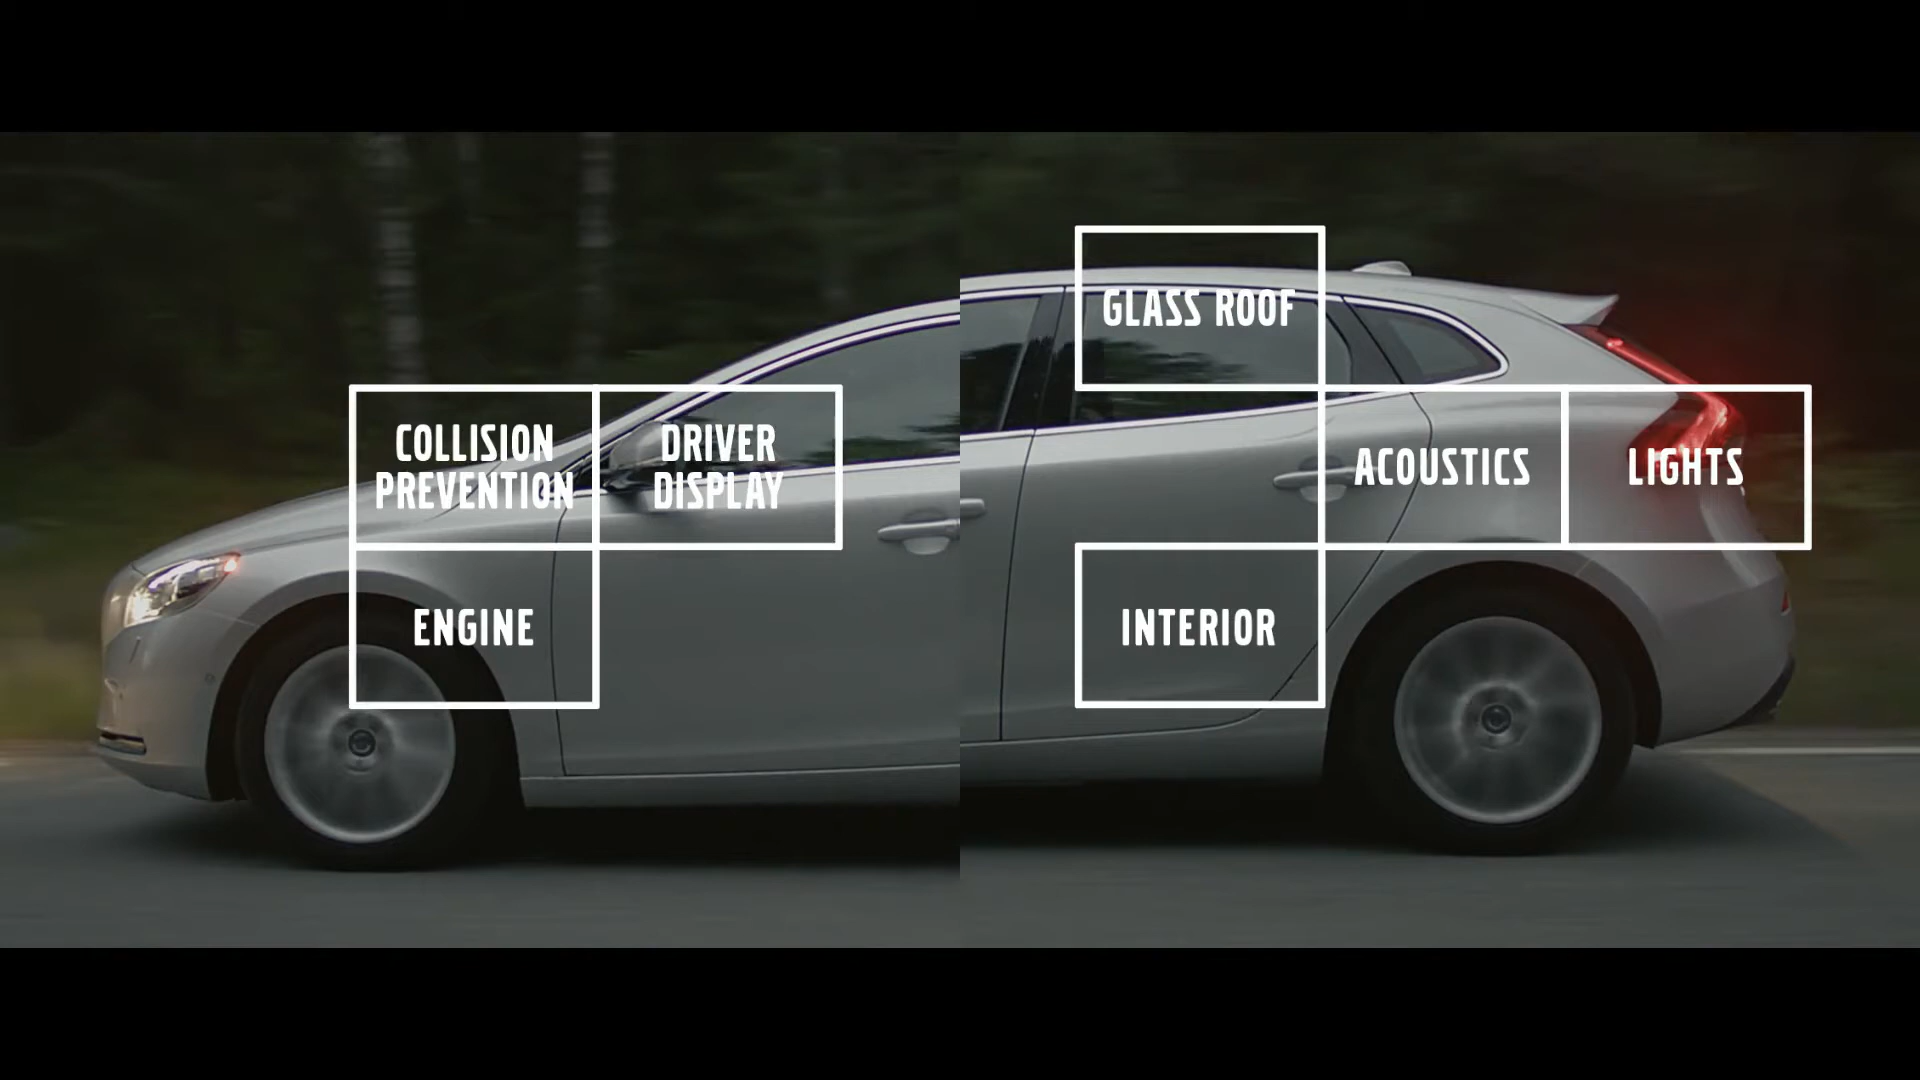 GLASS ROOF
COLLISION
PREVENTION
DRIVER
DISPLAY
ACOUSTICS
LIGHTS
ENGINE
INTERIOR